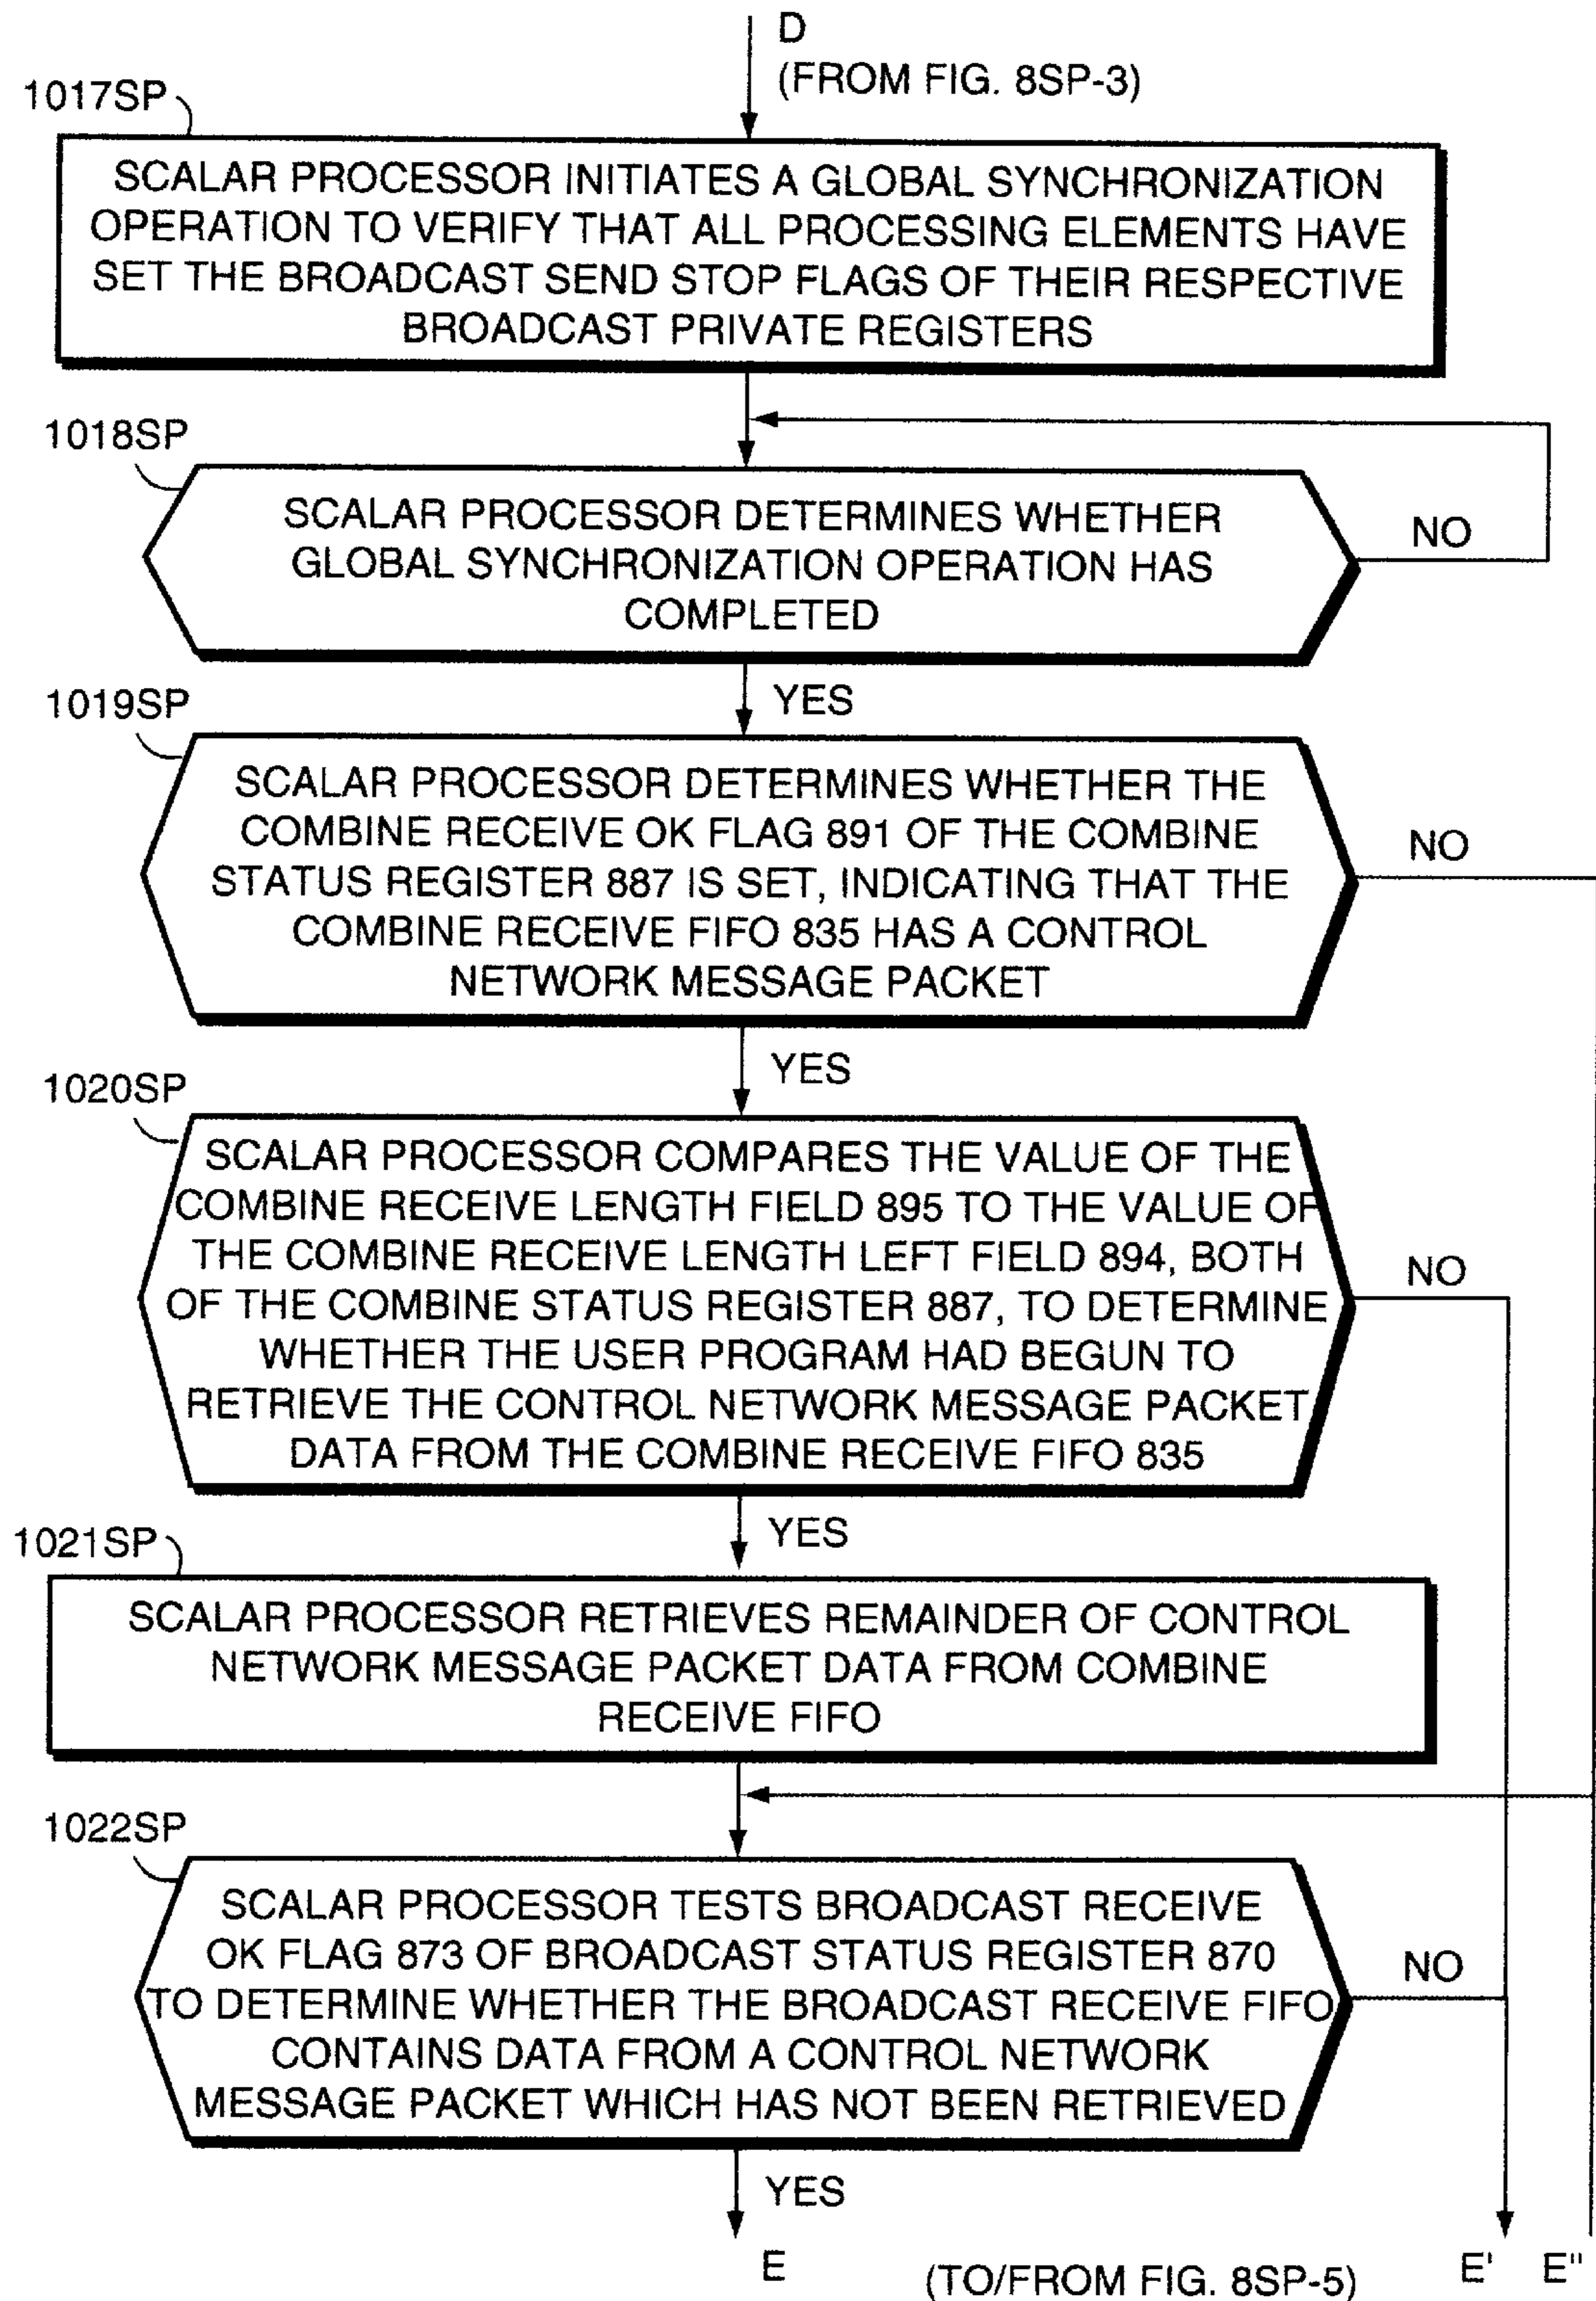 D
(FROM FIG. 8SP-3)
1017SP
SCALAR PROCESSOR INITIATES A GLOBAL SYNCHRONIZATION
OPERATION TO VERIFY THAT ALL PROCESSING ELEMENTS HAVE
SET THE BROADCAST SEND STOP FLAGS OF THEIR RESPECTIVE
BROADCAST PRIVATE REGISTERS
1018SP
SCALAR PROCESSOR DETERMINES WHETHER
GLOBAL SYNCHRONIZATION OPERATION HAS
COMPLETED
NO
YES
1019SP
SCALAR PROCESSOR DETERMINES WHETHER THE
COMBINE RECEIVE OK FLAG 891 OF THE COMBINE
STATUS REGISTER 887 IS SET, INDICATING THAT THE
COMBINE RECEIVE FIFO 835 HAS A CONTROL
NETWORK MESSAGE PACKET
NO
YES
1020SP
SCALAR PROCESSOR COMPARES THE VALUE OF THE
COMBINE RECEIVE LENGTH FIELD 895 TO THE VALUE OF
THE COMBINE RECEIVE LENGTH LEFT FIELD 894, BOTH
OF THE COMBINE STATUS REGISTER 887, TO DETERMINE
WHETHER THE USER PROGRAM HAD BEGUN TO
RETRIEVE THE CONTROL NETWORK MESSAGE PACKET
DATA FROM THE COMBINE RECEIVE FIFO 835
NO
YES
1021SP
SCALAR PROCESSOR RETRIEVES REMAINDER OF CONTROL
NETWORK MESSAGE PACKET DATA FROM COMBINE
RECEIVE FIFO
1022SP
SCALAR PROCESSOR TESTS BROADCAST RECEIVE
OK FLAG 873 OF BROADCAST STATUS REGISTER 870
TO DETERMINE WHETHER THE BROADCAST RECEIVE FIFO
CONTAINS DATA FROM A CONTROL NETWORK
MESSAGE PACKET WHICH HAS NOT BEEN RETRIEVED
NO
YES
E
(TO/FROM FIG. 8SP-5)
E'
E"